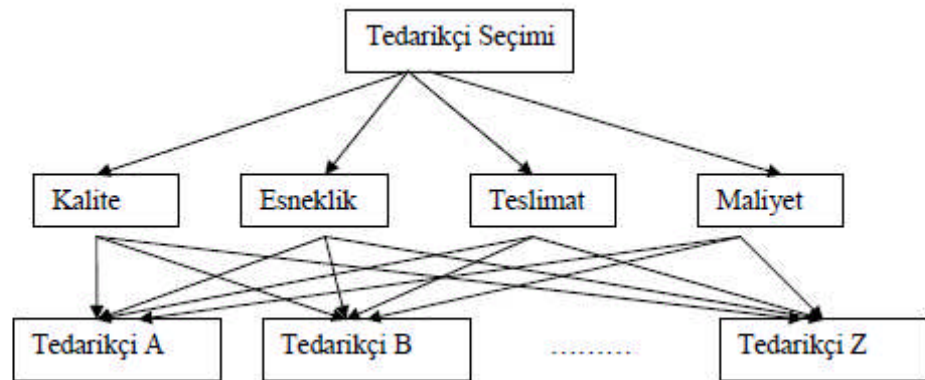 Tedarikçi Seçimi
Kalite
Esneklik
Teslimat
Maliyet
Tedarikçi A
Tedarikçi B
.........
Tedarikçi Z